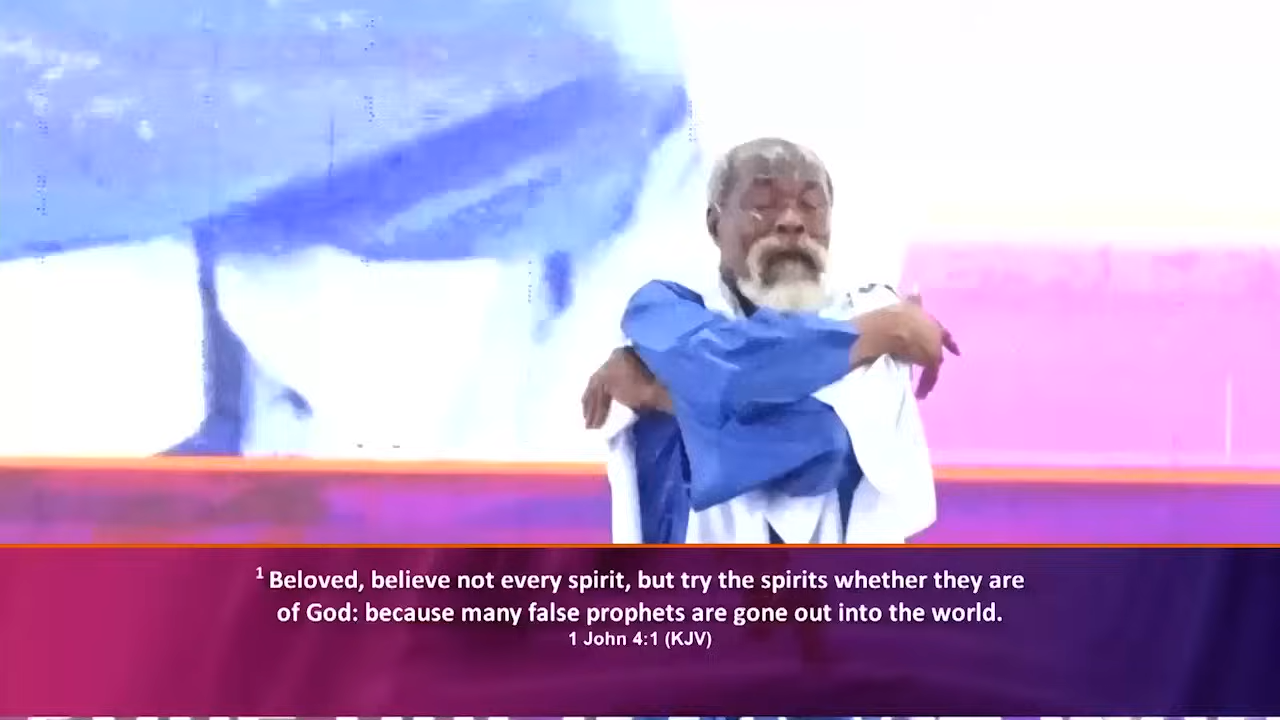 1 Beloved, believe not every spirit, but try the spirits whether they are
of God: because many false prophets are gone out into the world.
1 John 4:1 (KJV)